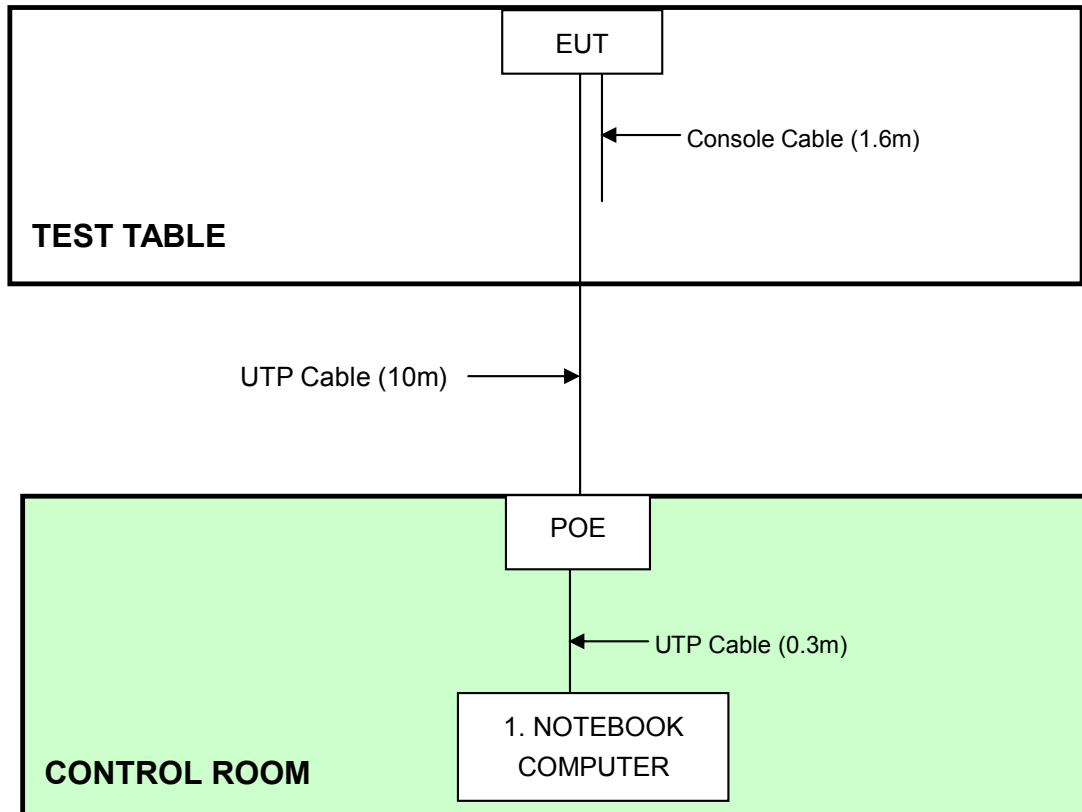 EUT
Console Cable (1.6m)
TEST TABLE
UTP Cable (10m)
POE
UTP Cable (0.3m)
1. NOTEBOOK
COMPUTER
CONTROL ROOM